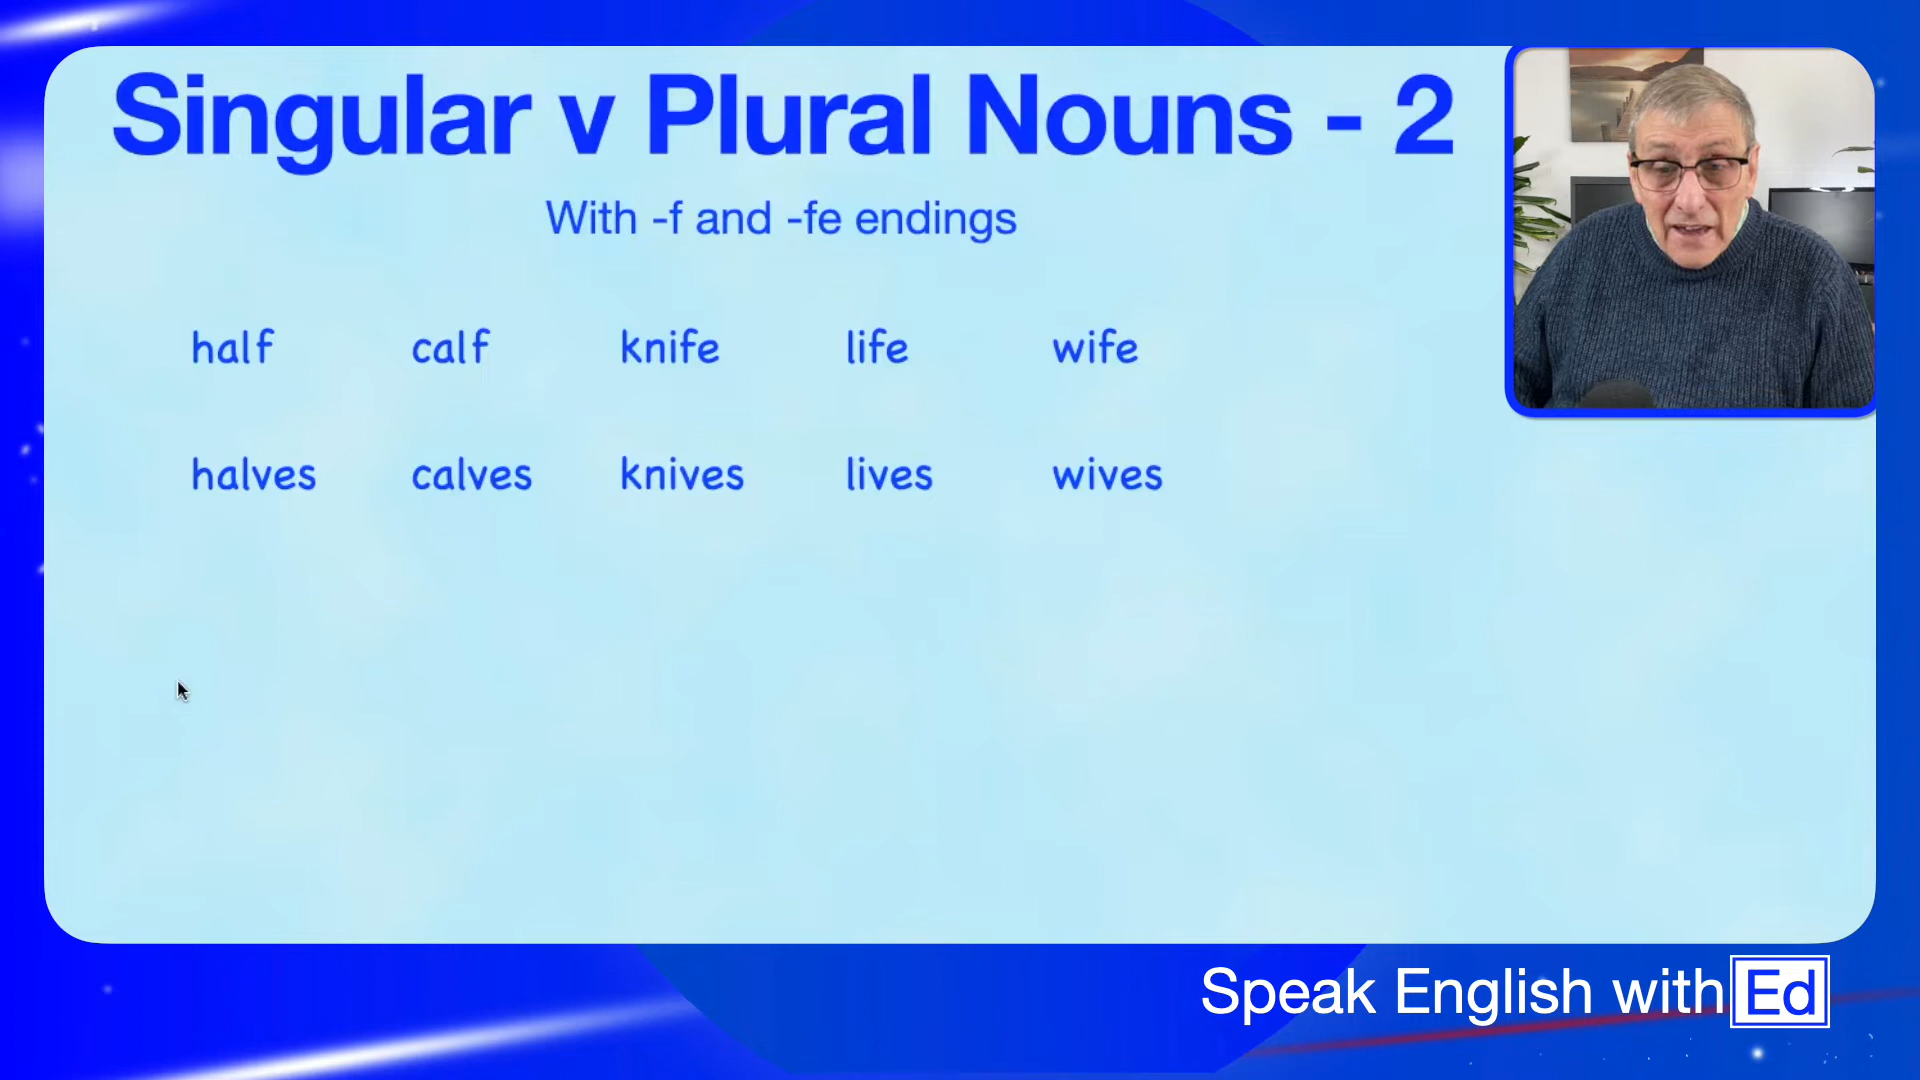 Singular v Plural Nouns - 2
With -f and -fe endings
half calf knife life wife
halves calves knives lives wives
Speak English with Ed